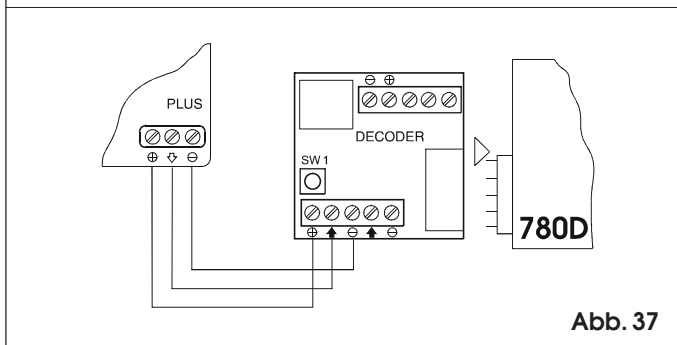 PLUS
⊕ ⇩ ⊖
⊖ ⊕
DECODER
SW 1
⊕ ⬆ ⊖ ⬆ ⊖
780D
Abb. 37